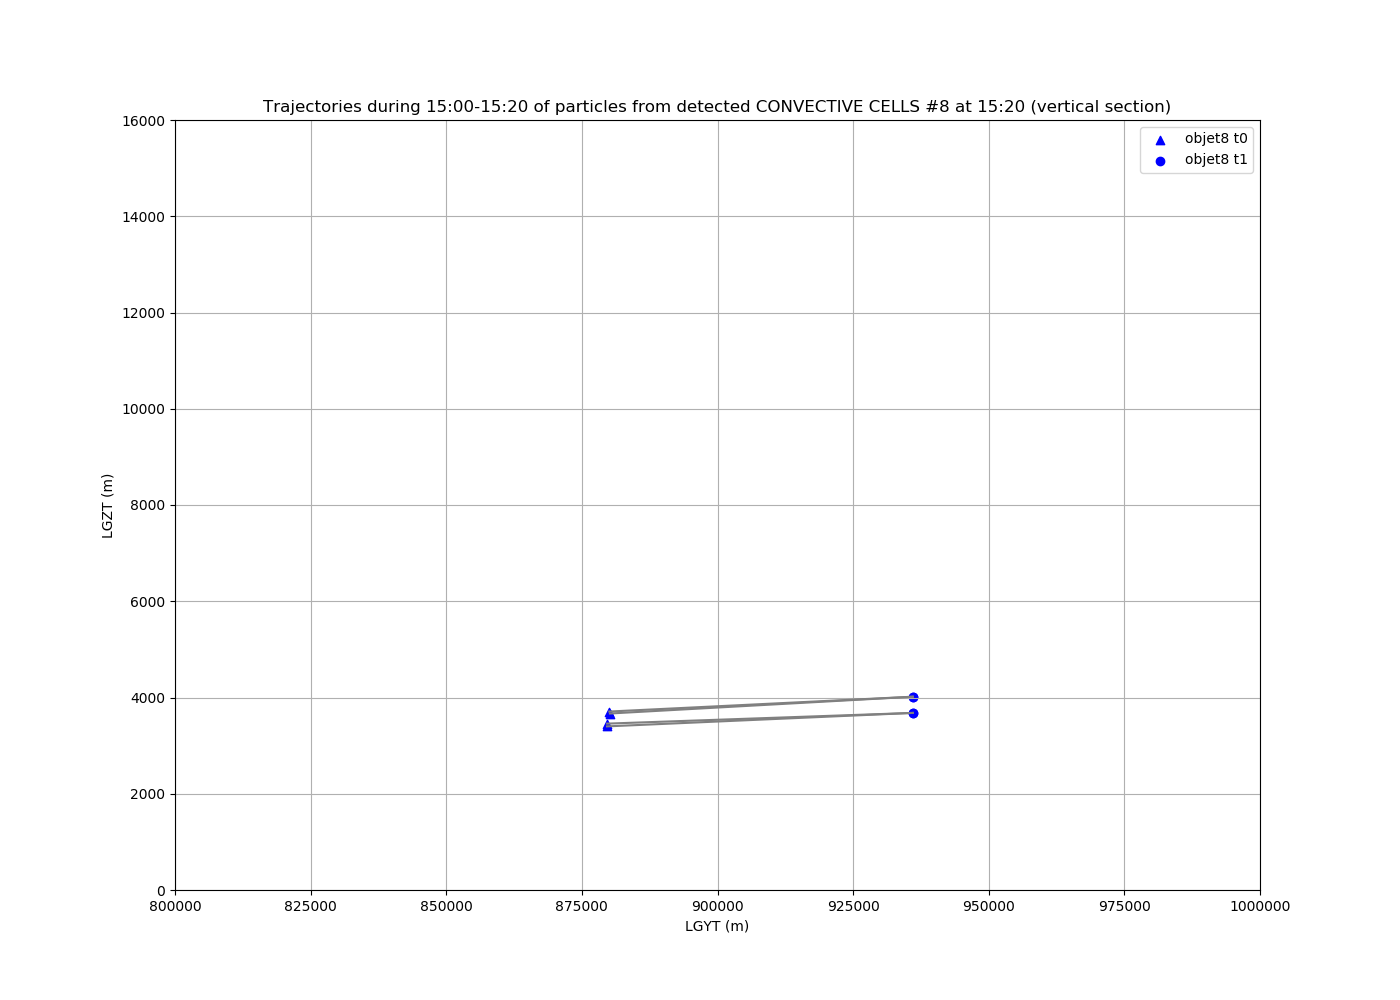 Trajectories during 15:00-15:20 of particles from detected CONVECTIVE CELLS #8 at 15:20 (vertical section)
objet8 t0
objet8 t1
16000
14000
12000
10000
8000
6000
4000
2000
0
LGZT (m)
800000 825000 850000 875000 900000 925000 950000 975000 1000000
LGYT (m)